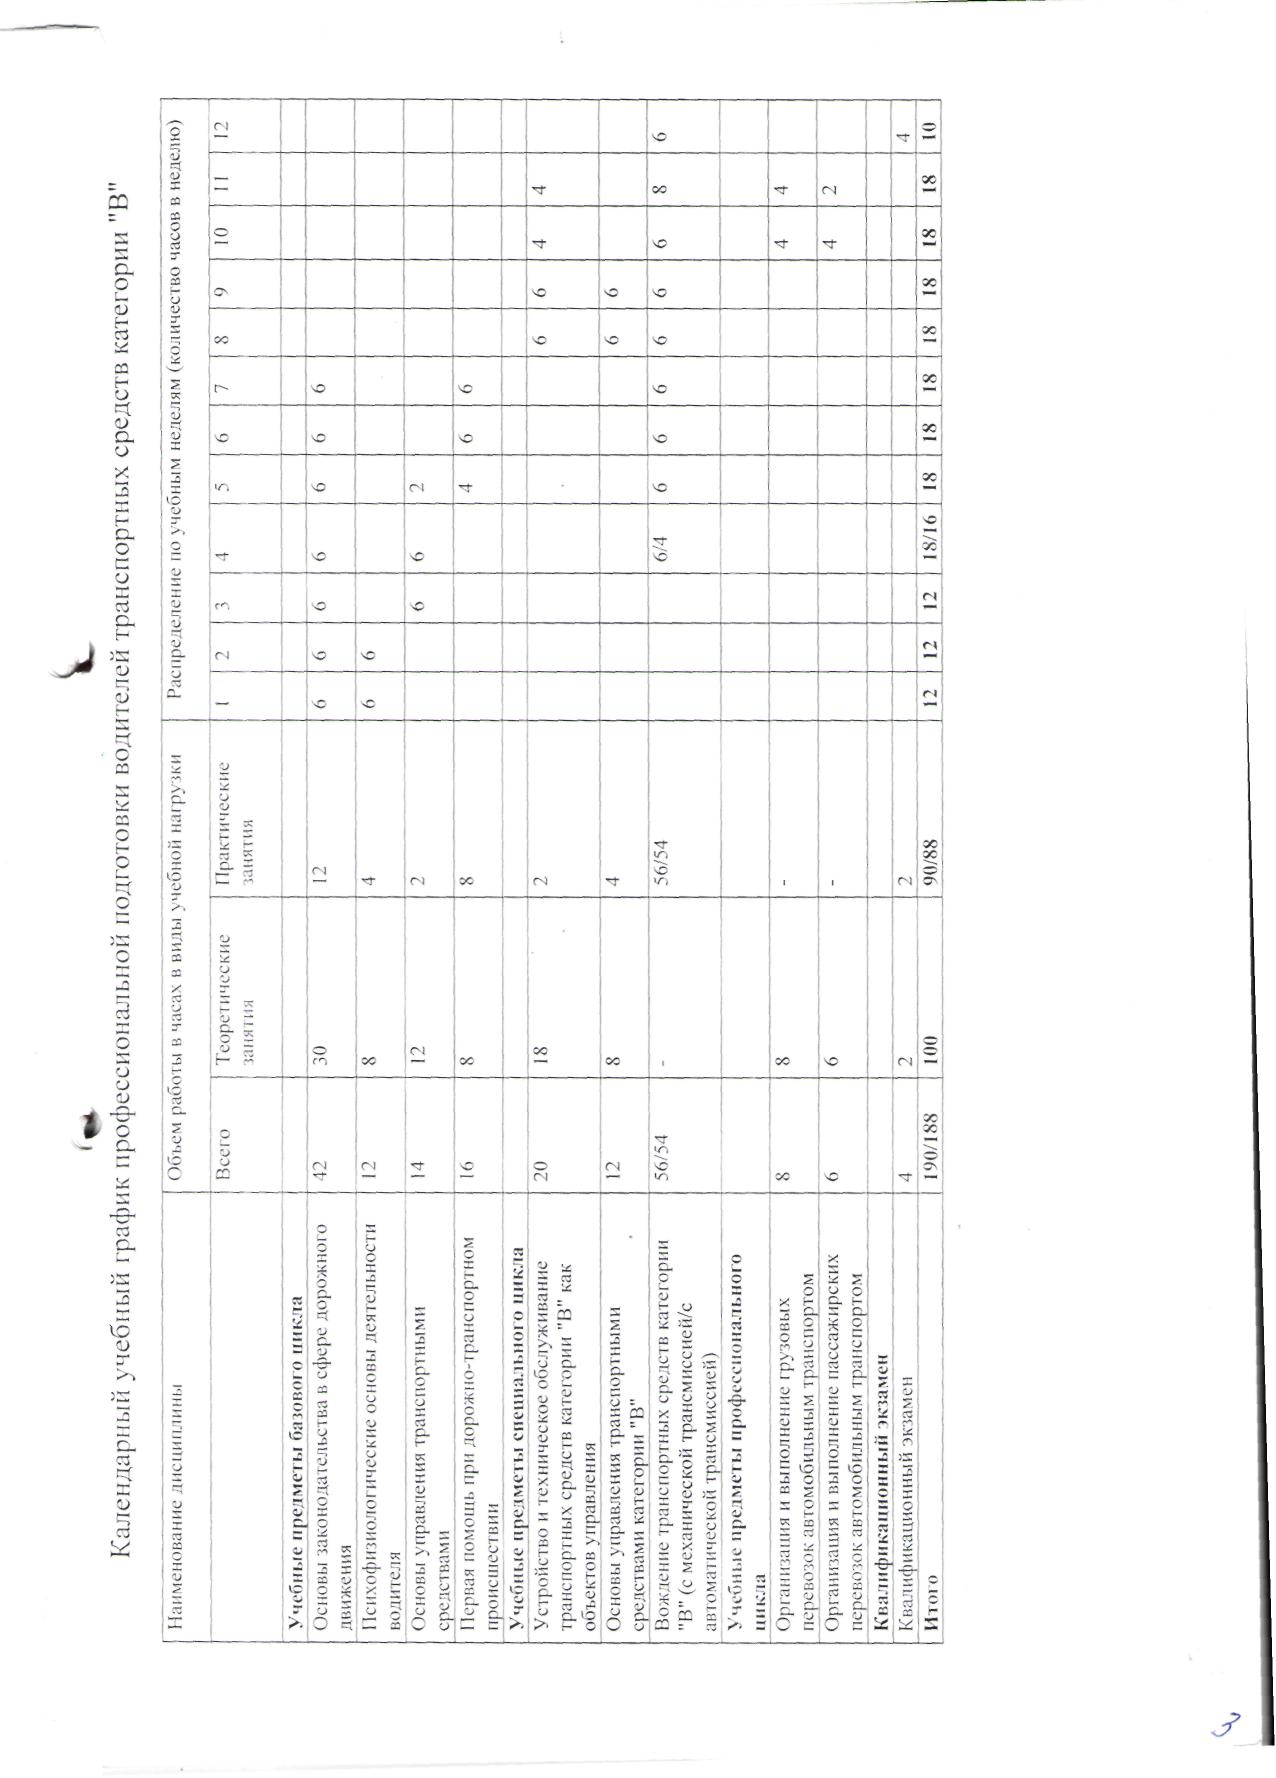 Календарный учебный график профессиональной подготовки водителей транспортных средств категории "В"
Наименование дисциплины Объем работы в часах в виды учебной нагрузки Распределение по учебным неделям (количество часов в неделю)
Всего Теоретические занятия Практические занятия 1 2 3 4 5 6 7 8 9 10 11 12
Учебные предметы базового цикла
Основы законодательства в сфере дорожного 42 30 12 6 6 6 6 6 6 6
движения
Психофизиологические основы деятельности 12 8 4 6 6
водителя
Основы управления транспортными 14 12 2 6 6 2
средствами
Первая помощь при дорожно-транспортном 16 8 8 4 6 6
происшествии
Учебные предметы специального цикла
Устройство и техническое обслуживание 20 18 2 6 6 4 4
транспортных средств категории "В" как
объектов управления
Основы управления транспортными 12 8 4 6 6
средствами категории "В"
Вождение транспортных средств категории 56/54 - 56/54 6/4 6 6 6 6 6 6 8 6
"В" (с механической трансмиссией/с
автоматической трансмиссией)
Учебные предметы профессионального
цикла
Организация и выполнение грузовых 8 8 - 4 4
перевозок автомобильным транспортом
Организация и выполнение пассажирских 6 6 - 4 2
перевозок автомобильным транспортом
Квалификационный экзамен
Квалификационный экзамен 4 2 2 4
Итого 190/188 100 90/88 12 12 12 18/16 18 18 18 18 18 18 18 10
3